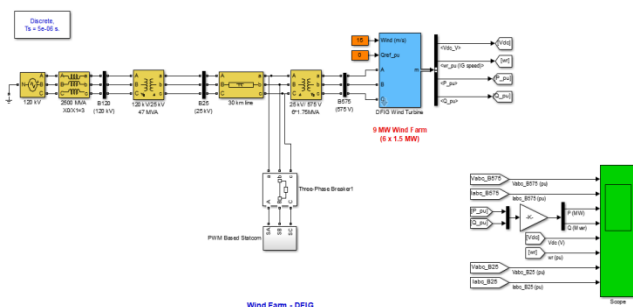 Discrete,
Ts = 5e-06 s.
Wind (m/s)
15
Qref_pu
0
<Vdc_V>
[Vdc]
<wr_pu (IG speed)>
[wr]
<P_pu>
[P_pu]
<Q_pu>
[Q_pu]
m
A
B
C
N
A
B
C
a
b
c
120 kV
2500 MVA
X0/X1=3
B120
(120 kV)
120 kV/25 kV
47 MVA
B25
(25 kV)
30 km line
25 kV/ 575 V
6*1.75MVA
B575
(575 V)
DFIG Wind Turbine
9 MW Wind Farm
(6 x 1.5 MW)
Three-Phase Breaker1
SA
SB
SC
PWM Based Statcom
Vabc_B575
Vabc_B575 (pu)
Iabc_B575
Iabc_B575 (pu)
[P_pu]
[Q_pu]
-K-
P (MW)
Q (Mvar)
[Vdc]
Vdc (V)
[wr]
wr (pu)
Vabc_B25
Vabc_B25 (pu)
Iabc_B25
Iabc_B25 (pu)
Scope
Wind Farm - DFIG